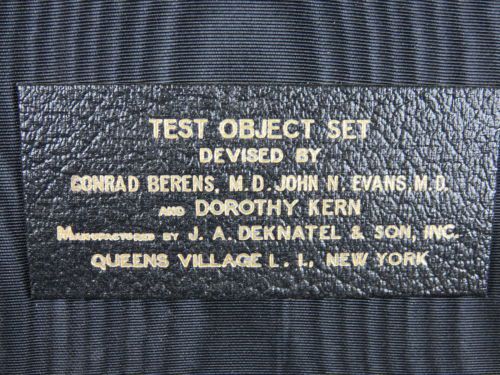 TEST OBJECT SET
DEVISED BY
CONRAD BERENS, M.D. JOHN N. EVANS, M.D.
AND DOROTHY KERN
MANUFACTURED BY J. A. DEKNATEL & SON, INC.
QUEENS VILLAGE L. I., NEW YORK